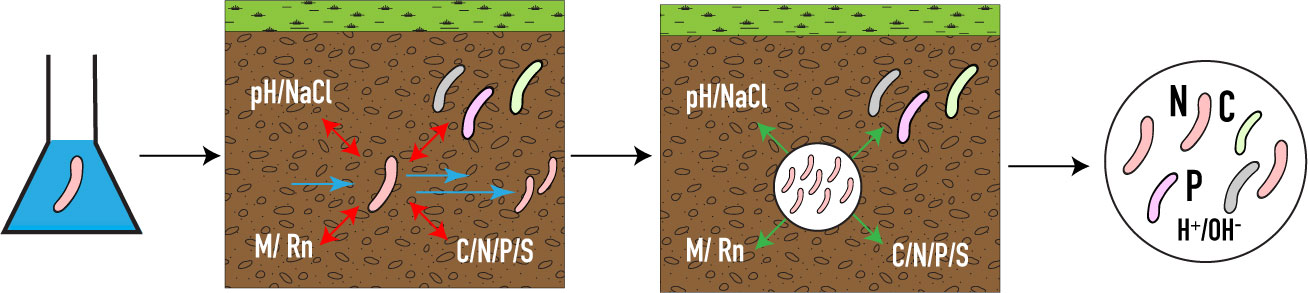 pH/NaCl
M/ Rn
C/N/P/S
pH/NaCl
M/ Rn
C/N/P/S
N C
P
H⁺/OH⁻